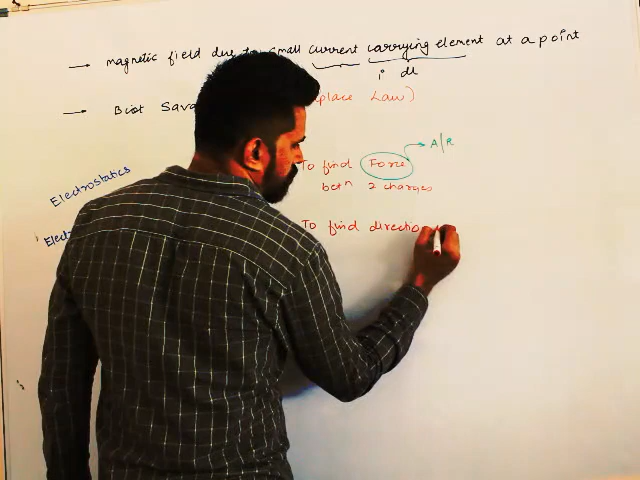 → magnetic field due to small current carrying element at a point
i dl
→ Biot place Law)
To find Force → A/R
betn 2 charges
Electrostatics
To find directio